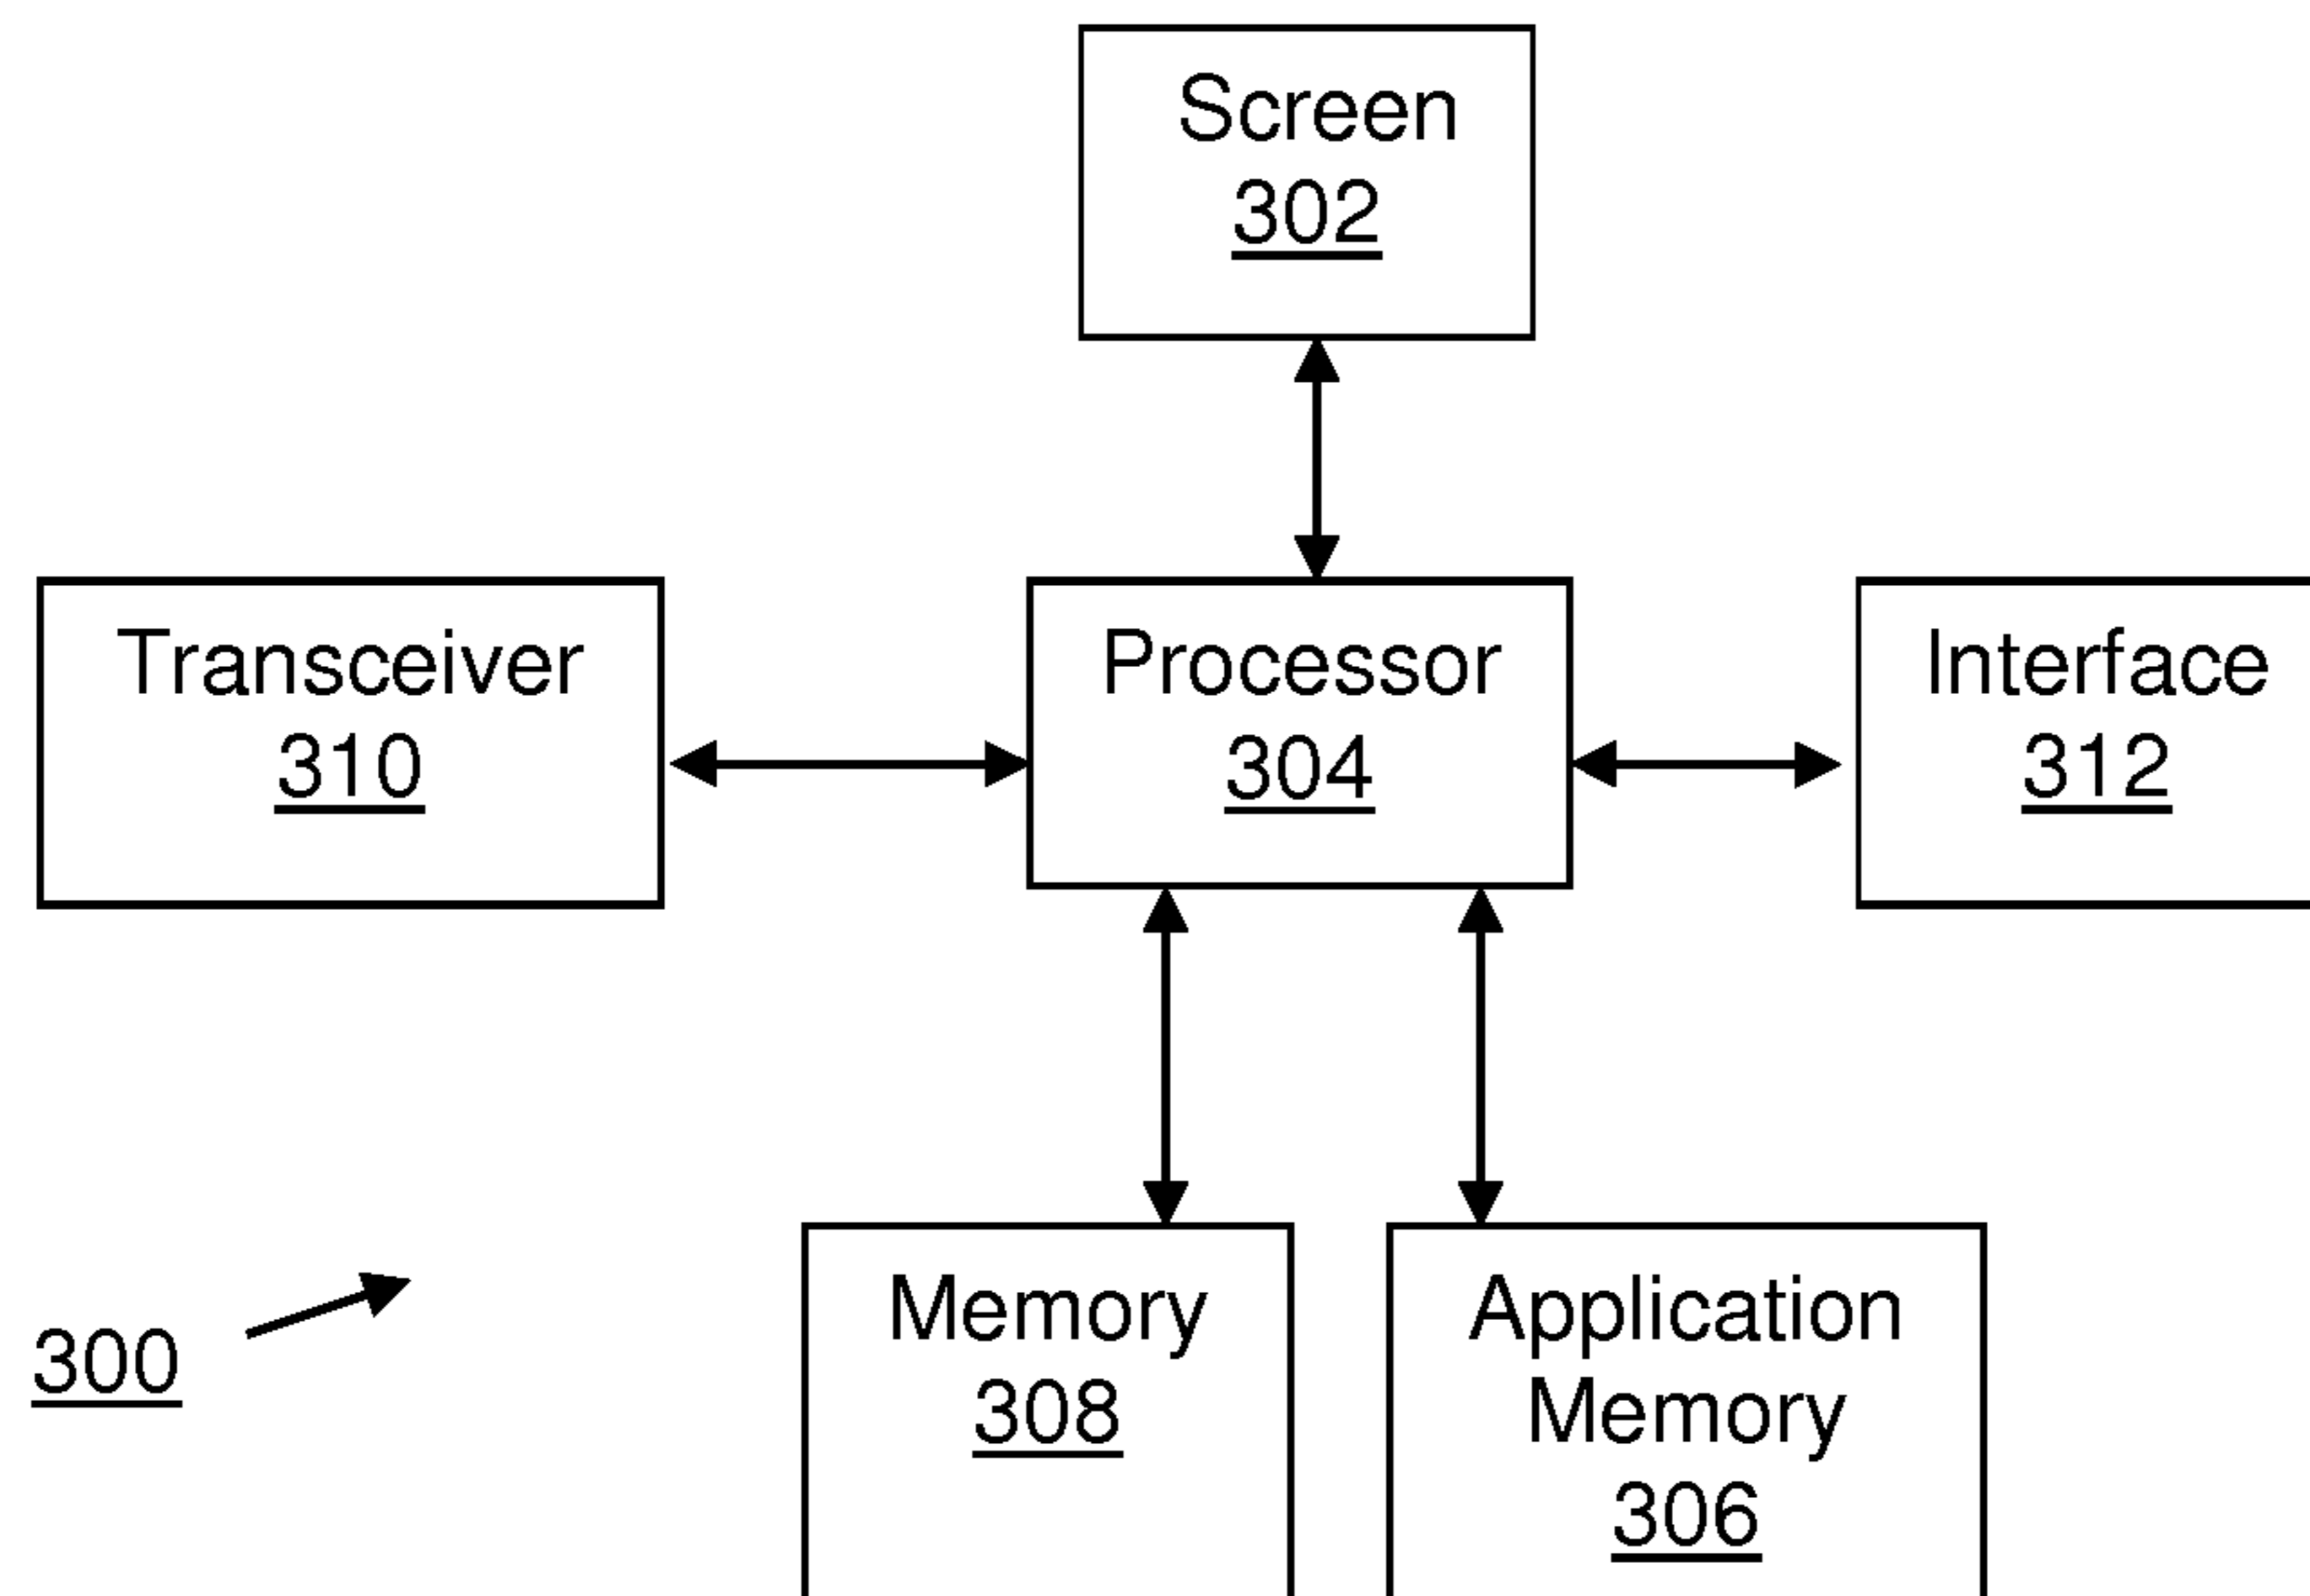 Screen
302
Transceiver
310
Processor
304
Interface
312
300
Memory
308
Application
Memory
306